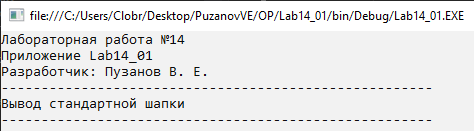 file:///C:/Users/Clobr/Desktop/PuzanovVE/OP/Lab14_01/bin/Debug/Lab14_01.EXE
Лабораторная работа №14
Приложение Lab14_01
Разработчик: Пузанов В. Е.
------------------------------------------------------
Вывод стандартной шапки
------------------------------------------------------